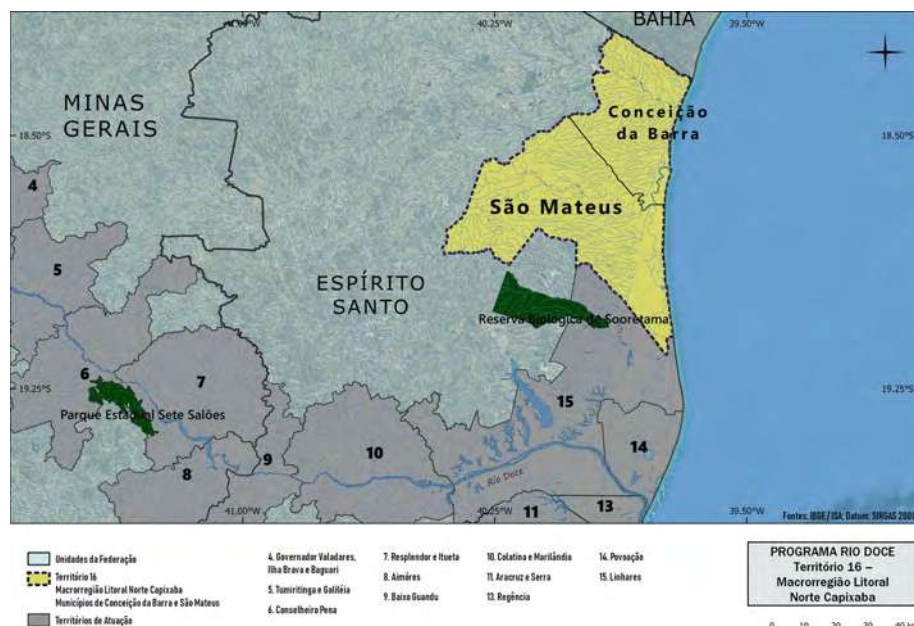 40.25°W
BAHIA
39.50°W
MINAS
GERAIS
Conceição
da Barra
18.50°S
18.50°S
4
São Mateus
5
ESPÍRITO
SANTO
Reserva Biológica de Sooretama
19.25°S
19.25°S
6
7
15
Parque Estadual Sete Salões
14
10
9
8
Rio Doce
13
11
41.00°W
40.25°W
39.50°W
Fontes: IBGE/ISA; Datum: SIRGAS
Unidades da Federação
Território 16
Macrorregião Litoral Norte Capixaba
Municípios de Conceição da Barra e São Mateus
Territórios de Atuação
4. Governador Valadares,
Ilha Brava e Baguari
5. Tumiritinga e Galiléia
6. Conselheiro Pena
7. Resplendor e Itueta
8. Aimóres
9. Baixo Guandu
10. Colatina e Marilândia
11. Aracruz e Serra
13. Regência
14. Povoação
15. Linhares
PROGRAMA RIO DOCE
Território 16 –
Macrorregião Litoral
Norte Capixaba
0 10 20 30 40